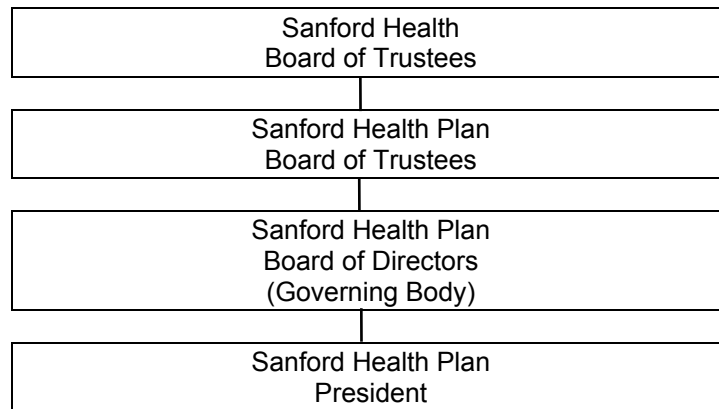 Sanford Health
Board of Trustees
Sanford Health Plan
Board of Trustees
Sanford Health Plan
Board of Directors
(Governing Body)
Sanford Health Plan
President